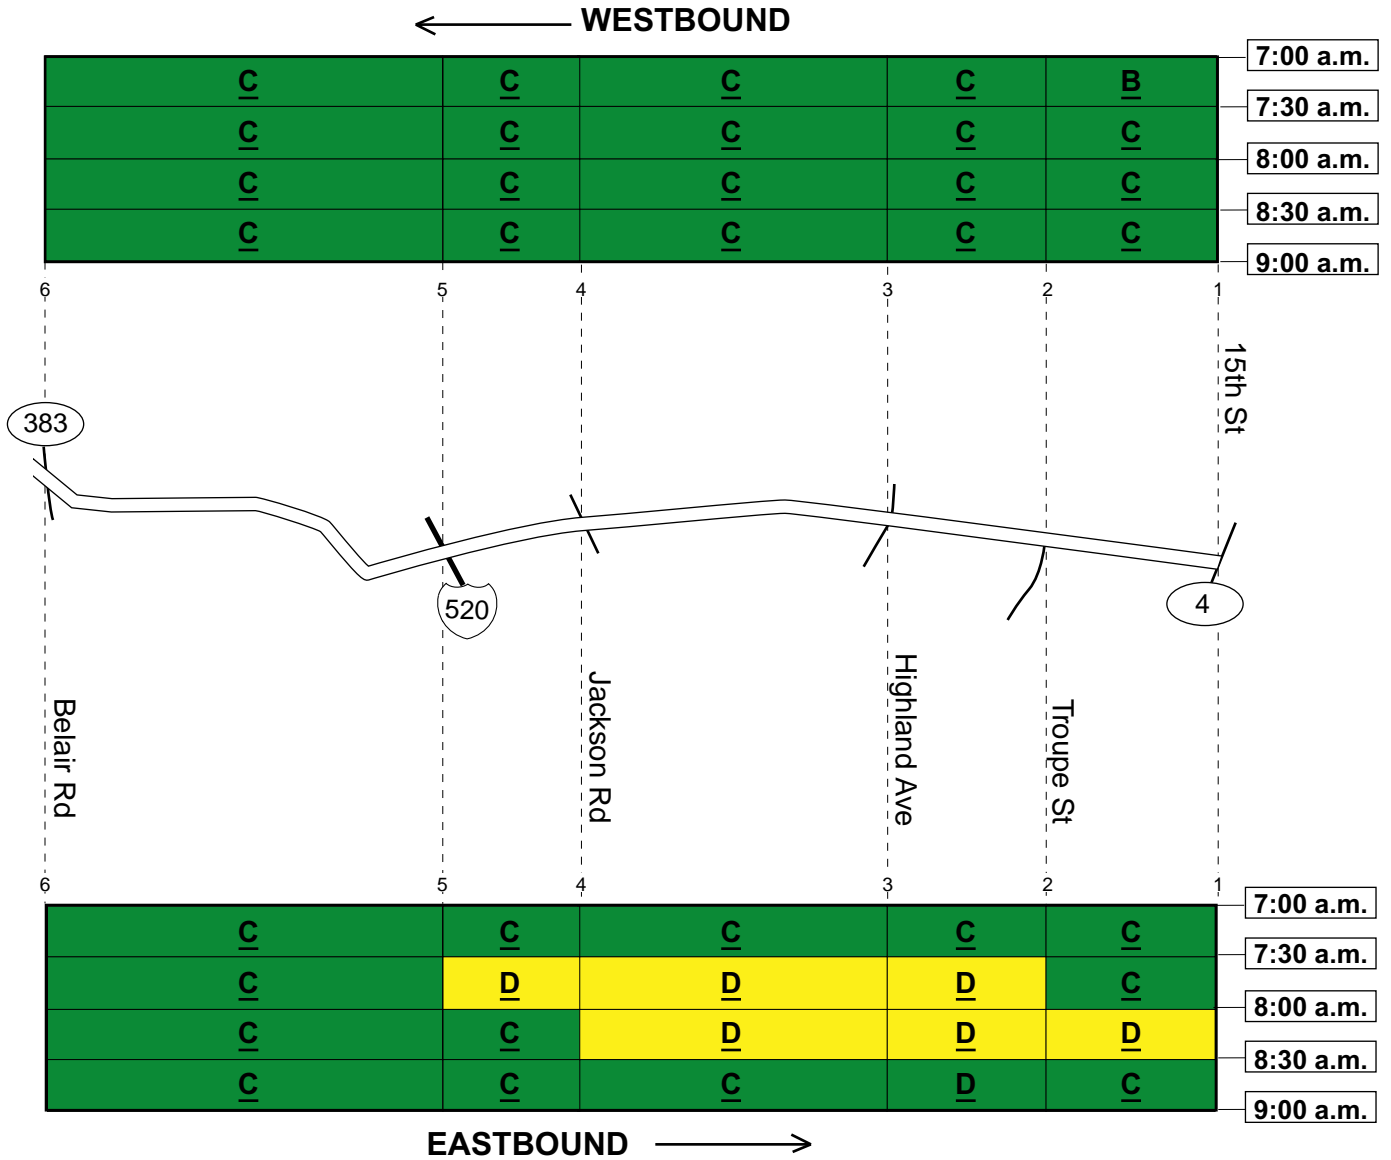 WESTBOUND
7:00 a.m.
C C C C B
7:30 a.m.
C C C C C
8:00 a.m.
C C C C C
8:30 a.m.
C C C C C
9:00 a.m.
6 5 4 3 2 1
15th St
383
520
4
Belair Rd
Jackson Rd
Highland Ave
Troupe St
6 5 4 3 2 1
7:00 a.m.
C C C C C
7:30 a.m.
C D D D C
8:00 a.m.
C C D D D
8:30 a.m.
C C C D C
9:00 a.m.
EASTBOUND